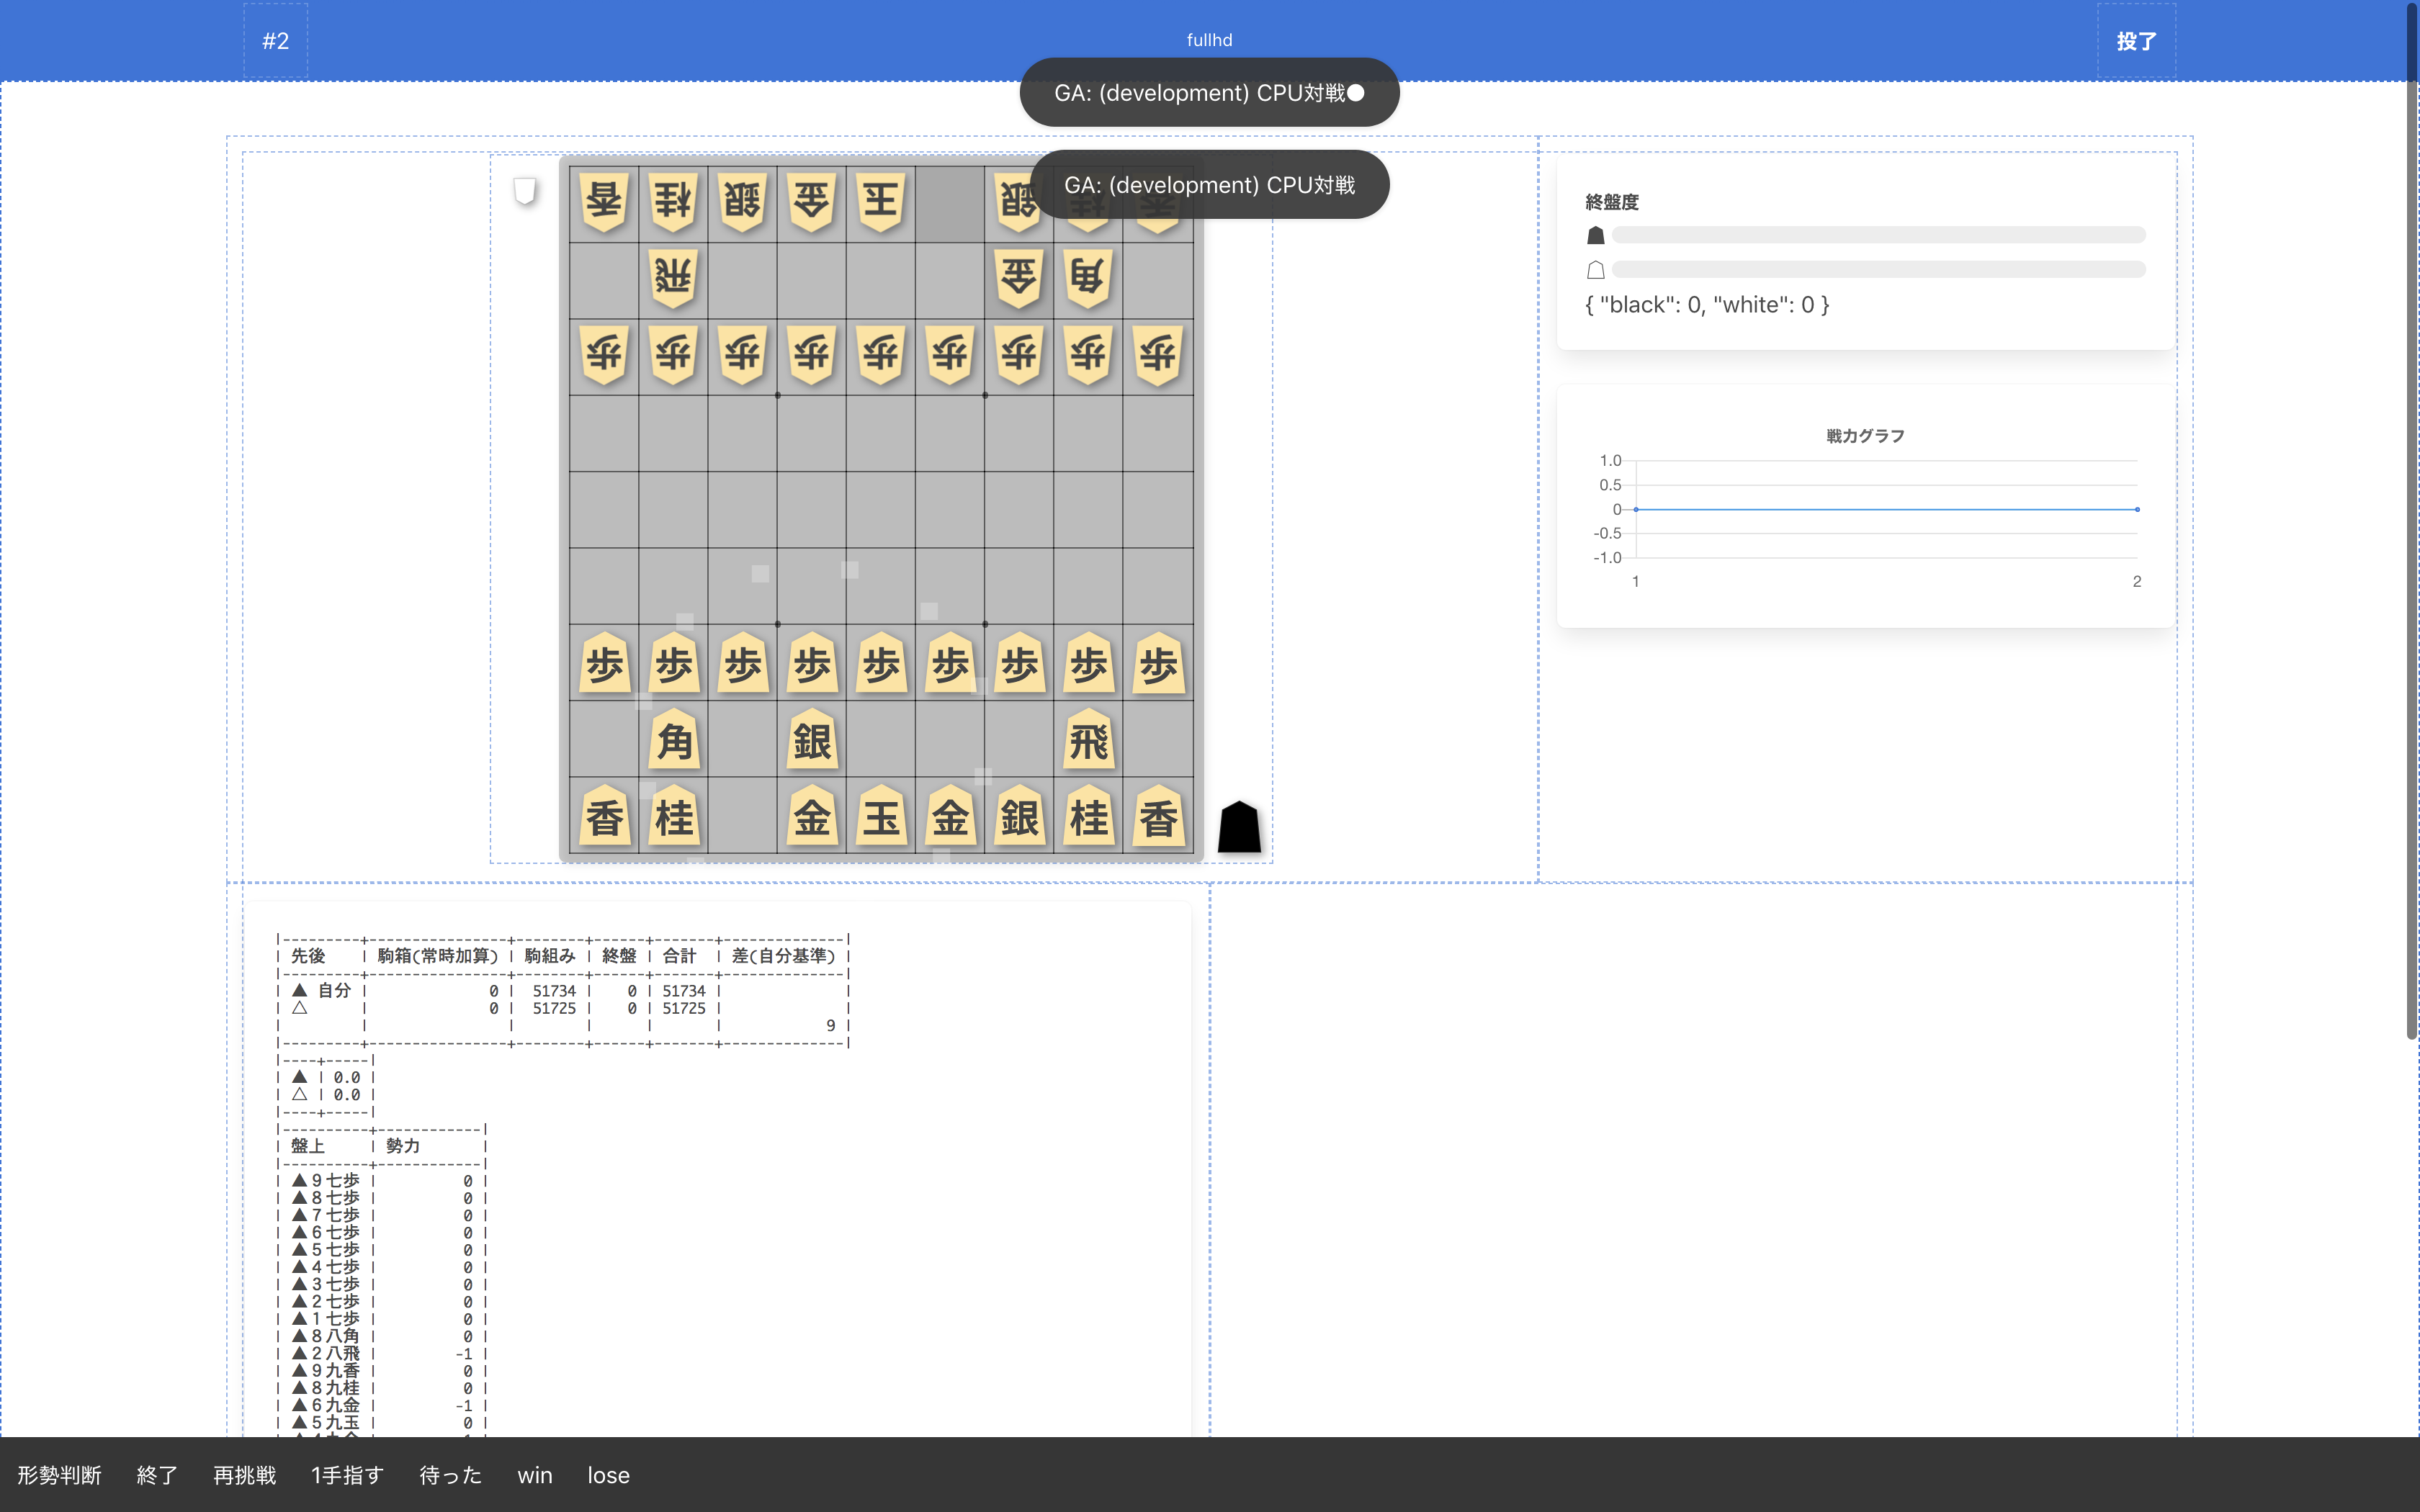 #2
fullhd
投了
GA: (development) CPU対戦●
GA: (development) CPU対戦
香 桂 銀 金 玉 銀 桂 香
飛 金 角
歩 歩 歩 歩 歩 歩 歩 歩 歩
歩 歩 歩 歩 歩 歩 歩 歩 歩
角 銀 飛
香 桂 金 玉 金 銀 桂 香
終盤度
{ "black": 0, "white": 0 }
戦力グラフ
1.0
0.5
0
-0.5
-1.0
1 2
|---------+----------------+--------+------+-------+--------------|
| 先後 | 駒箱(常時加算) | 駒組み | 終盤 | 合計 | 差(自分基準) |
|---------+----------------+--------+------+-------+--------------|
| ▲ 自分 | 0 | 51734 | 0 | 51734 | |
| △ | 0 | 51725 | 0 | 51725 | |
| | | | | | 9 |
|---------+----------------+--------+------+-------+--------------|
|----+-----|
| ▲ | 0.0 |
| △ | 0.0 |
|----+-----|
|----------+------------|
| 盤上 | 勢力 |
|----------+------------|
| ▲9七歩 | 0 |
| ▲8七歩 | 0 |
| ▲7七歩 | 0 |
| ▲6七歩 | 0 |
| ▲5七歩 | 0 |
| ▲4七歩 | 0 |
| ▲3七歩 | 0 |
| ▲2七歩 | 0 |
| ▲1七歩 | 0 |
| ▲8八角 | 0 |
| ▲2八飛 | -1 |
| ▲9九香 | 0 |
| ▲8九桂 | 0 |
| ▲6九金 | -1 |
| ▲5九玉 | 0 |
形勢判断 終了 再挑戦 1手指す 待った win lose